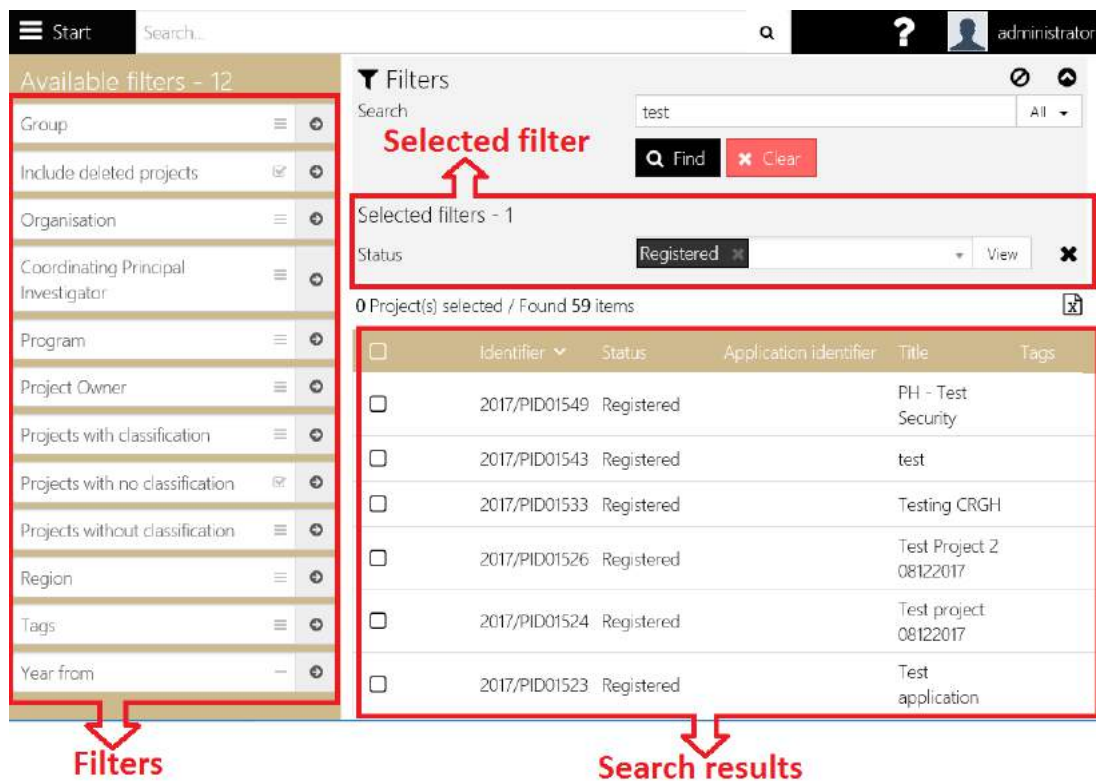 Start
Search...
administrator
Available filters - 12
Group
Include deleted projects
Organisation
Coordinating Principal
Investigator
Program
Project Owner
Projects with classification
Projects with no classification
Projects without classification
Region
Tags
Year from
Filters
Filters
Search
test
All
Selected filter
Find
Clear
Selected filters - 1
Status
Registered
View
0 Project(s) selected / Found 59 items
Identifier Status Application identifier Title Tags
2017/PID01549 Registered PH - Test
Security
2017/PID01543 Registered test
2017/PID01533 Registered Testing CRGH
2017/PID01526 Registered Test Project 2
08122017
2017/PID01524 Registered Test project
08122017
2017/PID01523 Registered Test
application
Search results